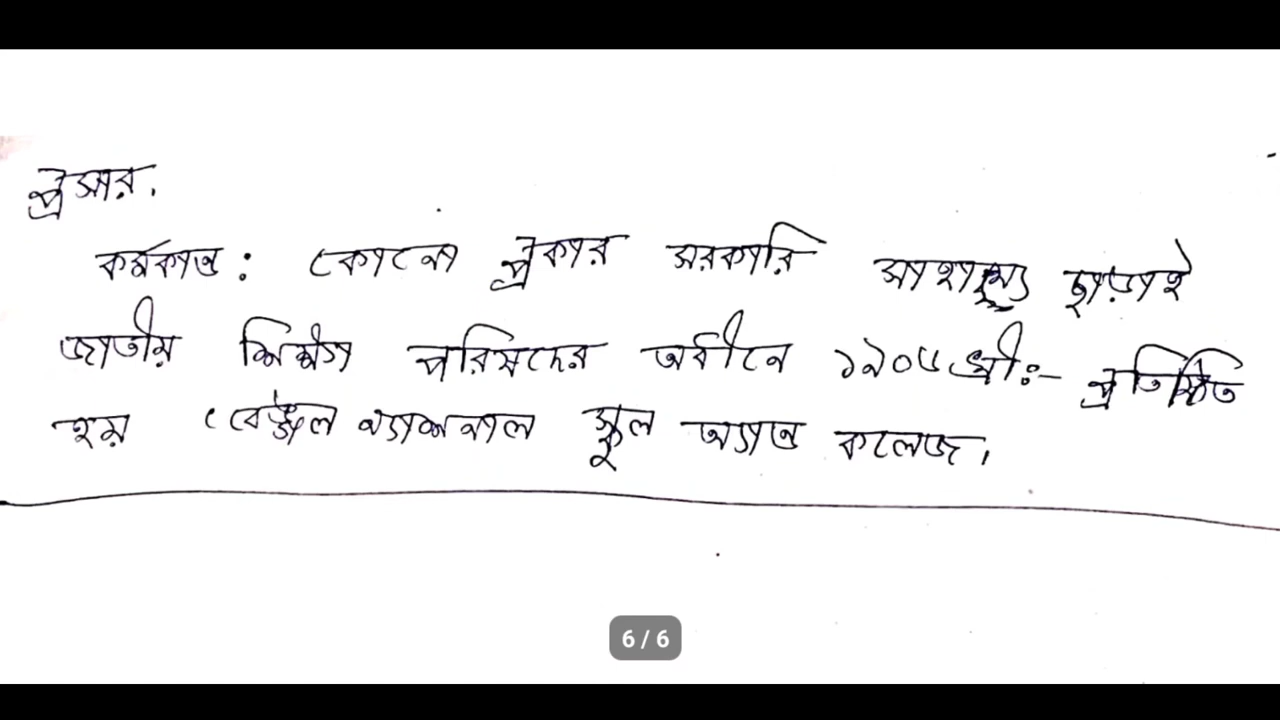 প্রসার.
কর্মকাণ্ড : কোনো প্রকার সরকারি সাহায্য ছাড়াই
জাতীয় শিক্ষা পরিষদের অধীনে ১৯০৬ খ্রীঃ- প্রতিষ্ঠিত
হয় বেঙ্গল ন্যাশনাল স্কুল অ্যান্ড কলেজ।
6 / 6